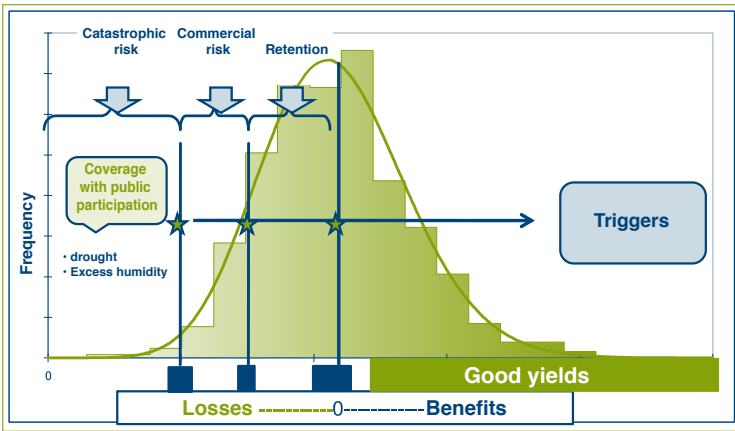 Catastrophic
risk
Commercial
risk
Retention
Coverage
with public
participation
• drought
• Excess humidity
Triggers
Frequency
0
Good yields
Losses ----------0--------Benefits